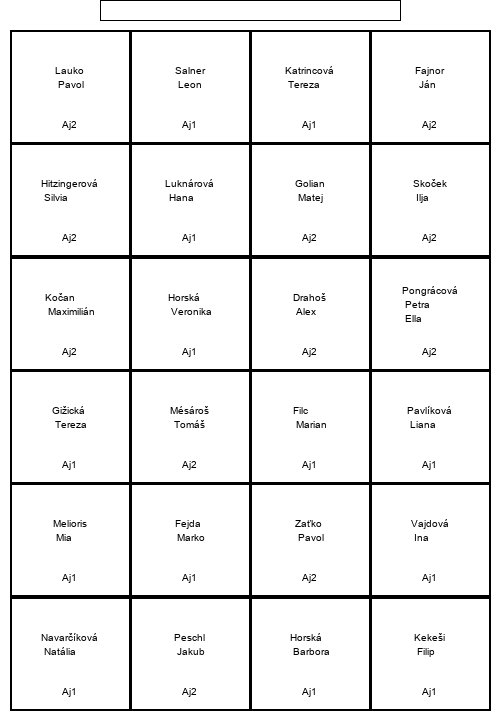 Lauko
Pavol
Aj2
Salner
Leon
Aj1
Katrincová
Tereza
Aj1
Fajnor
Ján
Aj2
Hitzingerová
Silvia
Aj2
Luknárová
Hana
Aj1
Golian
Matej
Aj2
Skoček
Ilja
Aj2
Kočan
Maximilián
Aj2
Horská
Veronika
Aj1
Drahoš
Alex
Aj2
Pongrácová
Petra
Ella
Aj2
Gižická
Tereza
Aj1
Mésároš
Tomáš
Aj2
Filc
Marian
Aj1
Pavlíková
Liana
Aj1
Melioris
Mia
Aj1
Fejda
Marko
Aj1
Zaťko
Pavol
Aj2
Vajdová
Ina
Aj1
Navarčíková
Natália
Aj1
Peschl
Jakub
Aj2
Horská
Barbora
Aj1
Kekeši
Filip
Aj1